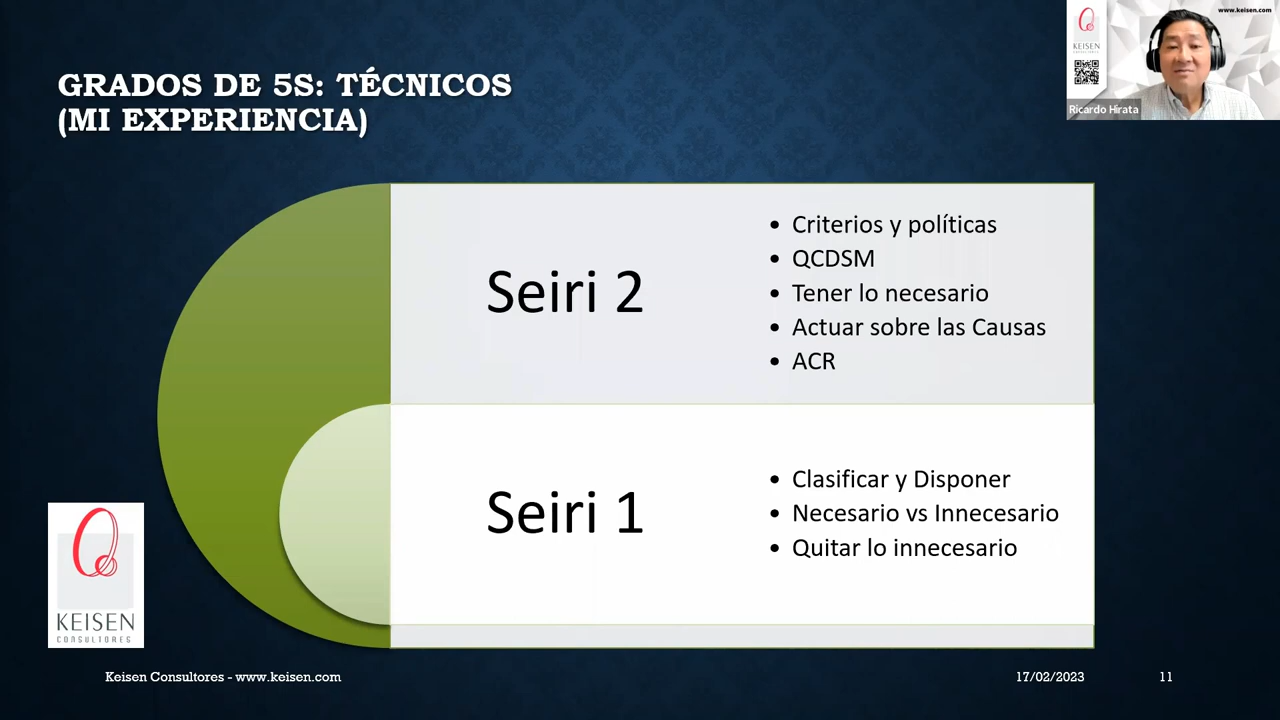 www.keisen.com
KEISEN
CONSULTORES
Ricardo Hirata
GRADOS DE 5S: TÉCNICOS
(MI EXPERIENCIA)
Seiri 2
• Criterios y políticas
• QCDSM
• Tener lo necesario
• Actuar sobre las Causas
• ACR
Seiri 1
• Clasificar y Disponer
• Necesario vs Innecesario
• Quitar lo innecesario
KEISEN
CONSULTORES
Keisen Consultores - www.keisen.com
17/02/2023
11